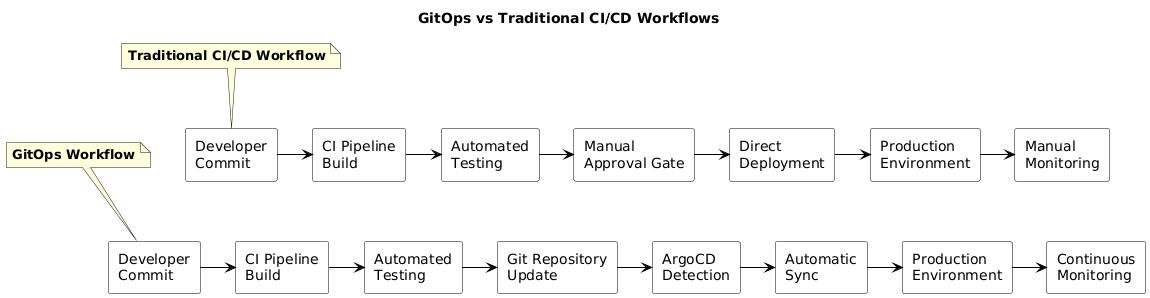 GitOps vs Traditional CI/CD Workflows
Traditional CI/CD Workflow
Developer
Commit
CI Pipeline
Build
Automated
Testing
Manual
Approval Gate
Direct
Deployment
Production
Environment
Manual
Monitoring
GitOps Workflow
Developer
Commit
CI Pipeline
Build
Automated
Testing
Git Repository
Update
ArgoCD
Detection
Automatic
Sync
Production
Environment
Continuous
Monitoring